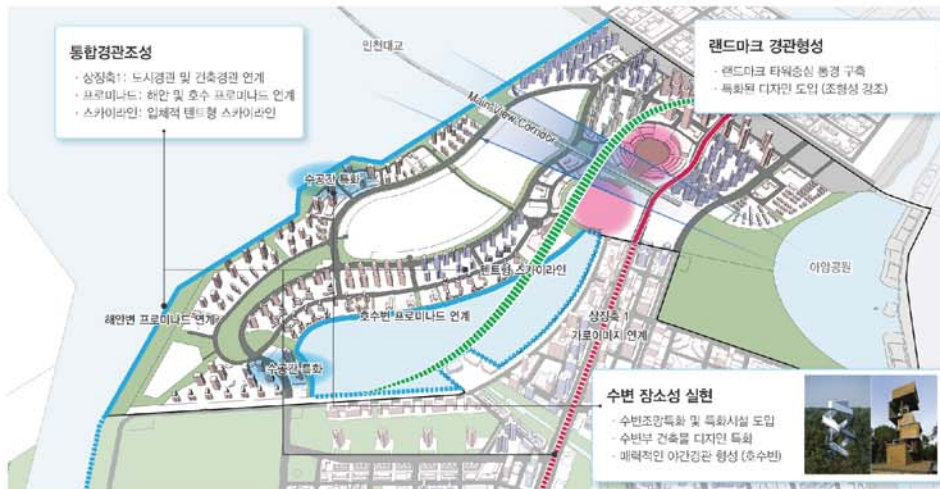 통합경관조성
· 상징축1: 도시경관 및 건축경관 연계
· 프로미나드: 해안 및 호수 프로미나드 연계
· 스카이라인: 입체적 텐트형 스카이라인
인천대교
랜드마크 경관형성
· 랜드마크 타워중심 통경 구축
· 특화된 디자인 도입 (조형성 강조)
Main View Corridor
수공간 특화
아암공원
텐트형 스카이라인
해안변 프로미나드 연계
호수변 프로미나드 연계
상징축 1
가로이미지 연계
수공간 특화
수변 장소성 실현
· 수변조망특화 및 특화시설 도입
· 수변부 건축물 디자인 특화
· 매력적인 야간경관 형성 (호수변)